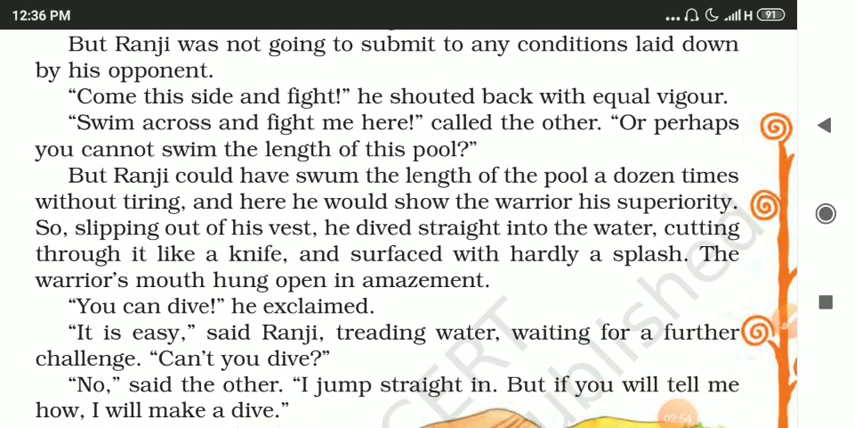 12:36 PM ... H 91
But Ranji was not going to submit to any conditions laid down
by his opponent.
“Come this side and fight!” he shouted back with equal vigour.
“Swim across and fight me here!” called the other. “Or perhaps
you cannot swim the length of this pool?”
But Ranji could have swum the length of the pool a dozen times
without tiring, and here he would show the warrior his superiority.
So, slipping out of his vest, he dived straight into the water, cutting
through it like a knife, and surfaced with hardly a splash. The
warrior’s mouth hung open in amazement.
“You can dive!” he exclaimed.
“It is easy,” said Ranji, treading water, waiting for a further
challenge. “Can’t you dive?”
“No,” said the other. “I jump straight in. But if you will tell me
how, I will make a dive.”
02:54